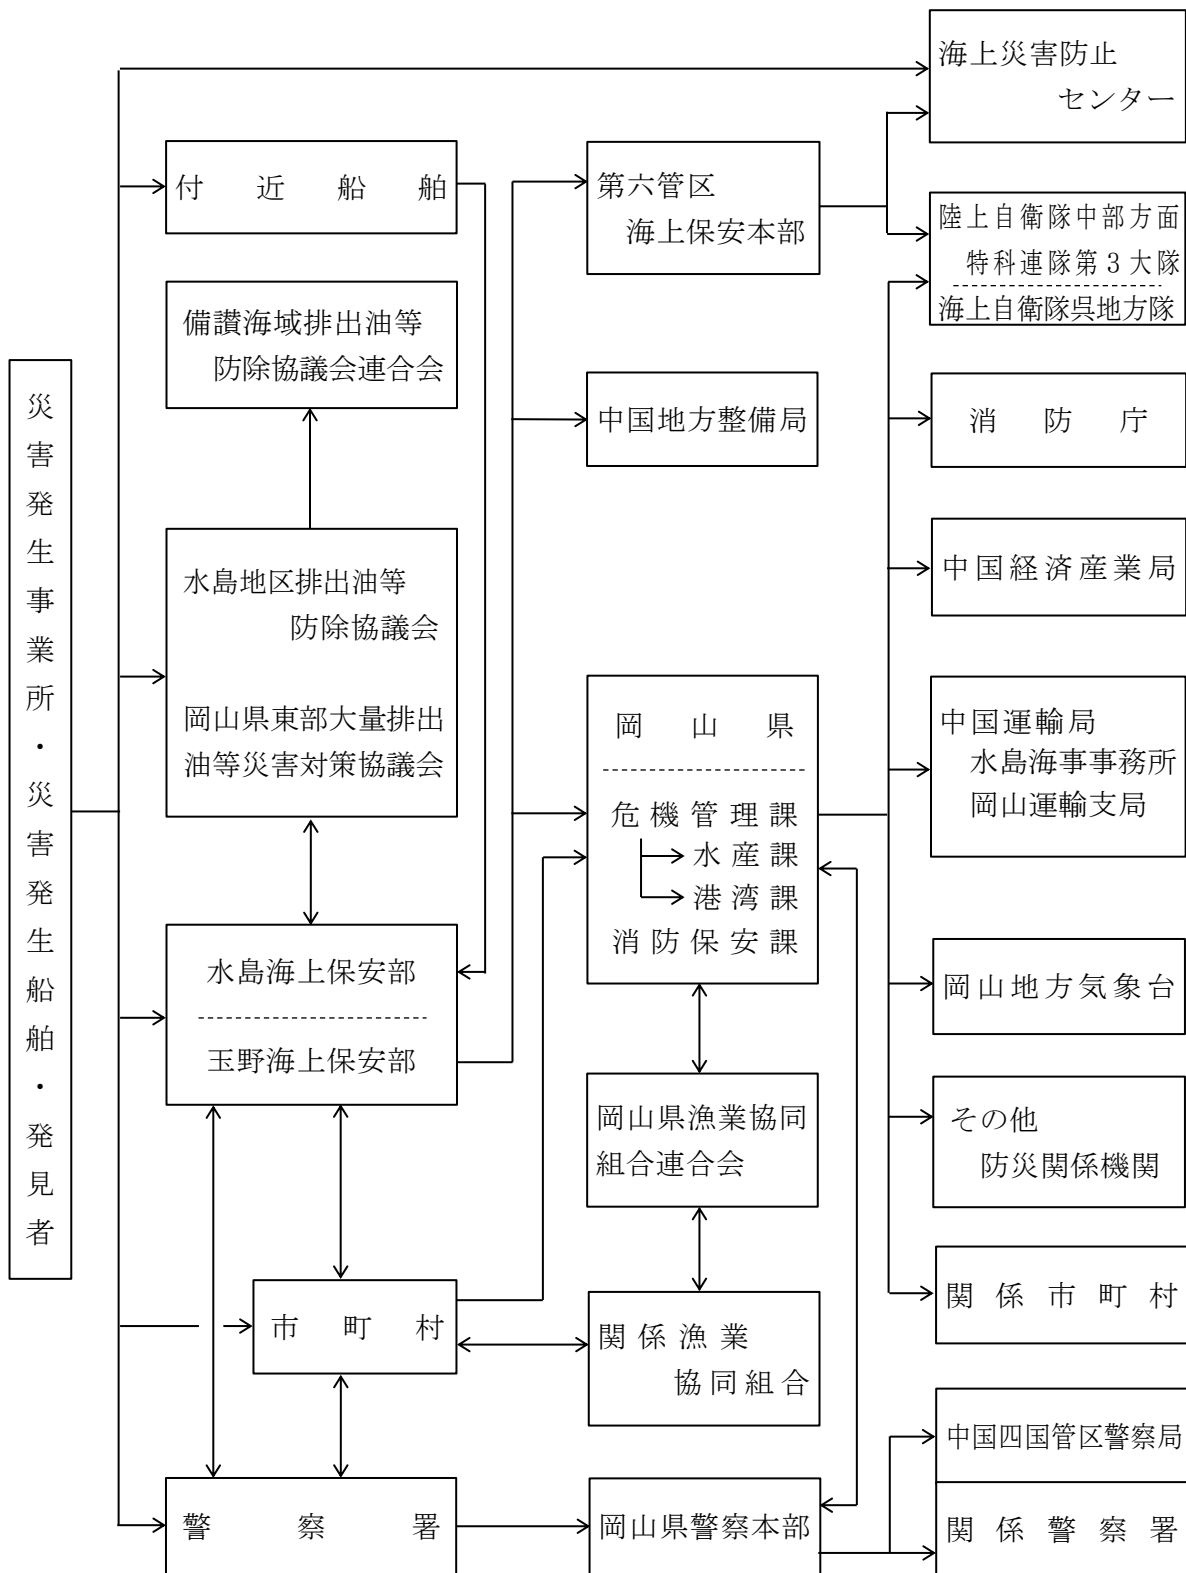 災害発生事業所・災害発生船舶・発見者
付近船舶
備讃海域排出油等
防除協議会連合会
水島地区排出油等
防除協議会
岡山県東部大量排出
油等災害対策協議会
水島海上保安部
玉野海上保安部
市町村
警察署
第六管区
海上保安本部
中国地方整備局
岡山県
危機管理課
水産課
港湾課
消防保安課
岡山県漁業協同
組合連合会
関係漁業
協同組合
岡山県警察本部
海上災害防止
センター
陸上自衛隊中部方面
特科連隊第3大隊
海上自衛隊呉地方隊
消防庁
中国経済産業局
中国運輸局
水島海事事務所
岡山運輸支局
岡山地方気象台
その他
防災関係機関
関係市町村
中国四国管区警察局
関係警察署